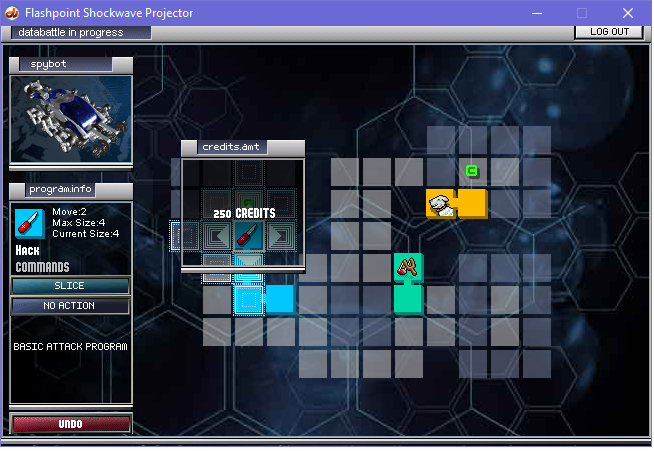 Flashpoint Shockwave Projector
databattle in progress
LOG OUT
spybot
credits.amt
250 CREDITS
program.info
Move:2
Max Size:4
Current Size:4
Hack
COMMANDS
SLICE
NO ACTION
BASIC ATTACK PROGRAM
UNDO